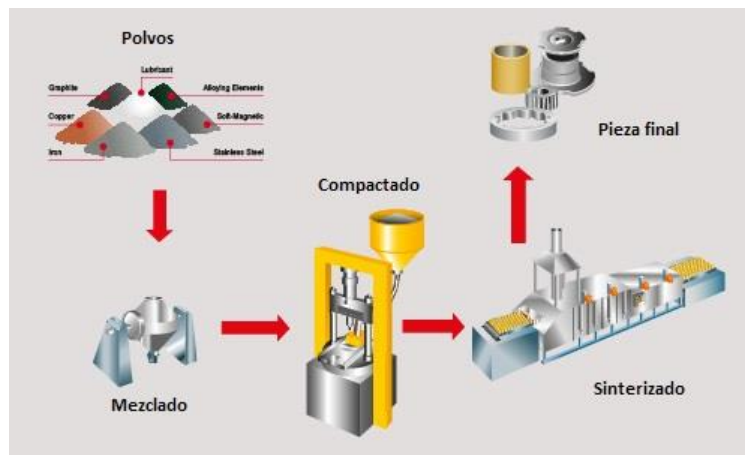 Polvos
Lubricant
Graphite
Alloying Elements
Copper
Soft-Magnetic
Iron
Stainless Steel
Mezclado
Compactado
Sinterizado
Pieza final